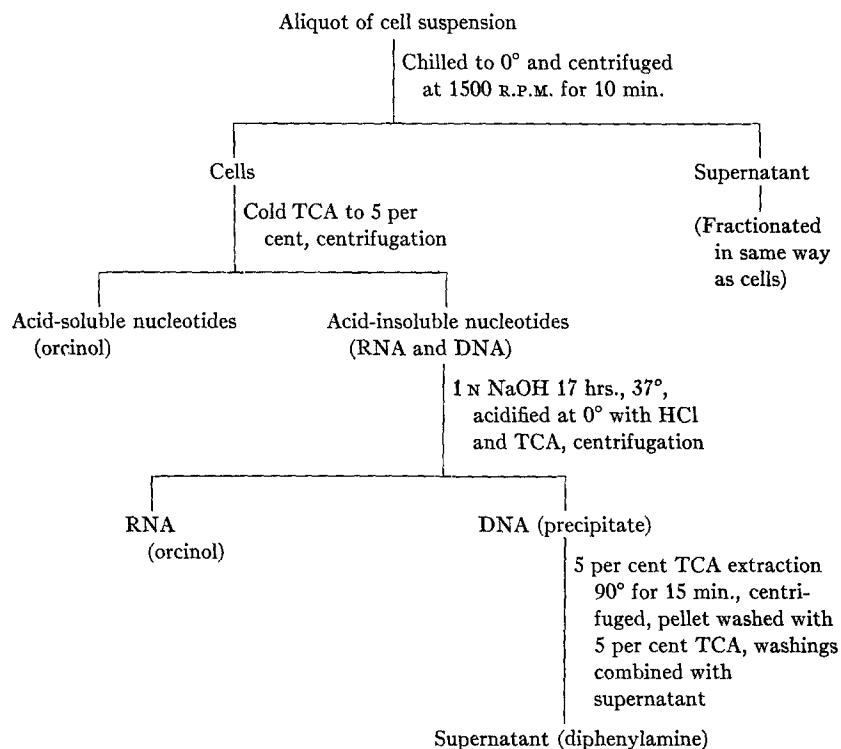 Aliquot of cell suspension
Chilled to 0° and centrifuged
at 1500 R.P.M. for 10 min.
Cells
Supernatant
Cold TCA to 5 per
cent, centrifugation
(Fractionated
in same way
as cells)
Acid-soluble nucleotides
(orcinol)
Acid-insoluble nucleotides
(RNA and DNA)
1 N NaOH 17 hrs., 37°,
acidified at 0° with HCl
and TCA, centrifugation
RNA
(orcinol)
DNA (precipitate)
5 per cent TCA extraction
90° for 15 min., centri-
fuged, pellet washed with
5 per cent TCA, washings
combined with
supernatant
Supernatant (diphenylamine)